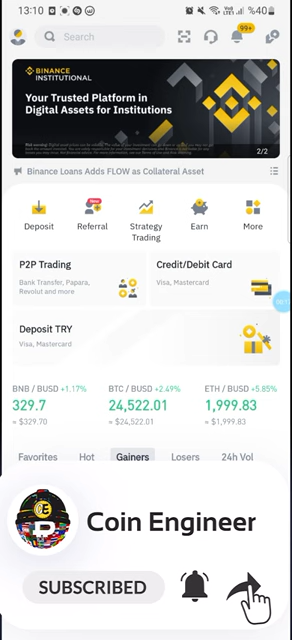 13:10
%40
Search
99+
BINANCE
INSTITUTIONAL
Your Trusted Platform in
Digital Assets for Institutions
2/2
Binance Loans Adds FLOW as Collateral Asset
New
Deposit
Referral
Strategy
Trading
Earn
More
P2P Trading
Bank Transfer, Papara,
Revolut and more
Credit/Debit Card
Visa, Mastercard
Deposit TRY
Visa, Mastercard
BNB / BUSD +1.17%
329.7
≈ $329.70
BTC / BUSD +2.49%
24,522.01
≈ $24,522.01
ETH / BUSD +5.85%
1,999.83
≈ $1,999.83
Favorites Hot Gainers Losers 24h Vol
Coin Engineer
SUBSCRIBED